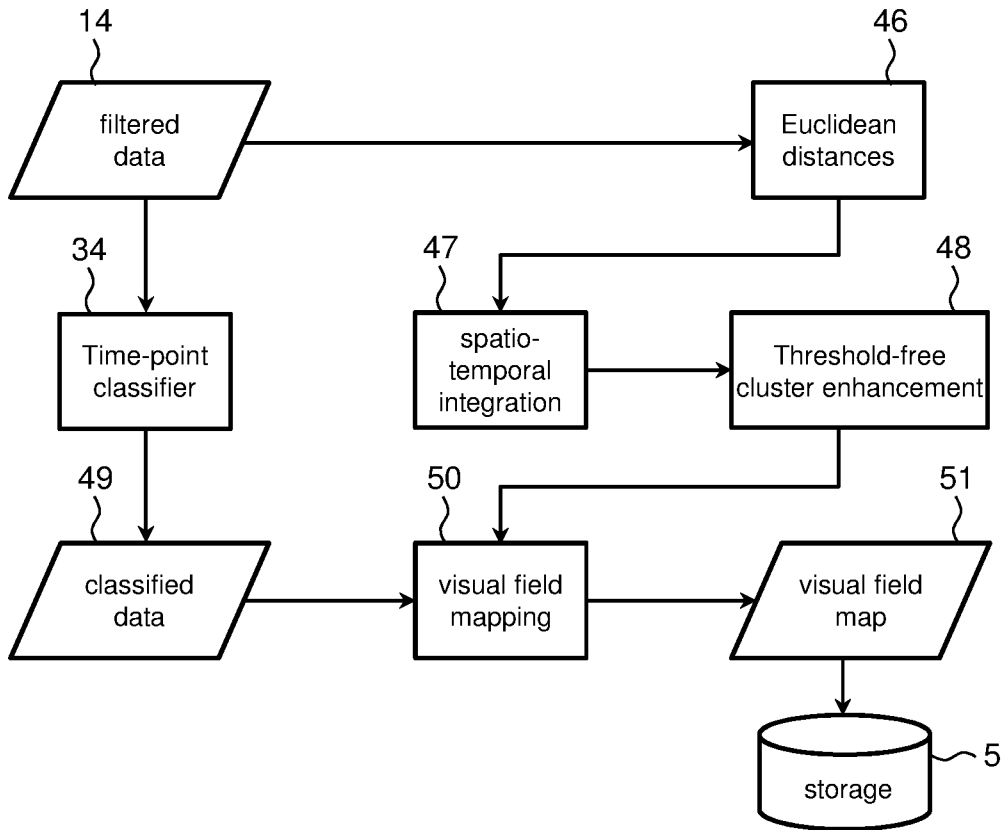 14
46
filtered
data
Euclidean
distances
34
47
48
Time-point
classifier
spatio-
temporal
integration
Threshold-free
cluster enhancement
49
50
51
classified
data
visual field
mapping
visual field
map
5
storage